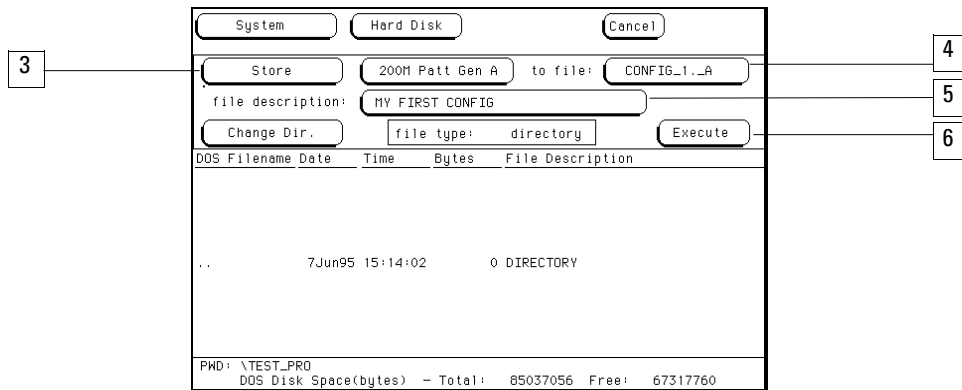 System Hard Disk Cancel
3 Store 200M Patt Gen A to file: CONFIG_1._A 4
file description: MY FIRST CONFIG 5
Change Dir. file type: directory Execute 6
DOS Filename Date Time Bytes File Description
.. 7Jun95 15:14:02 0 DIRECTORY
PWD: \TEST_PRO
DOS Disk Space(bytes) - Total: 85037056 Free: 67317760